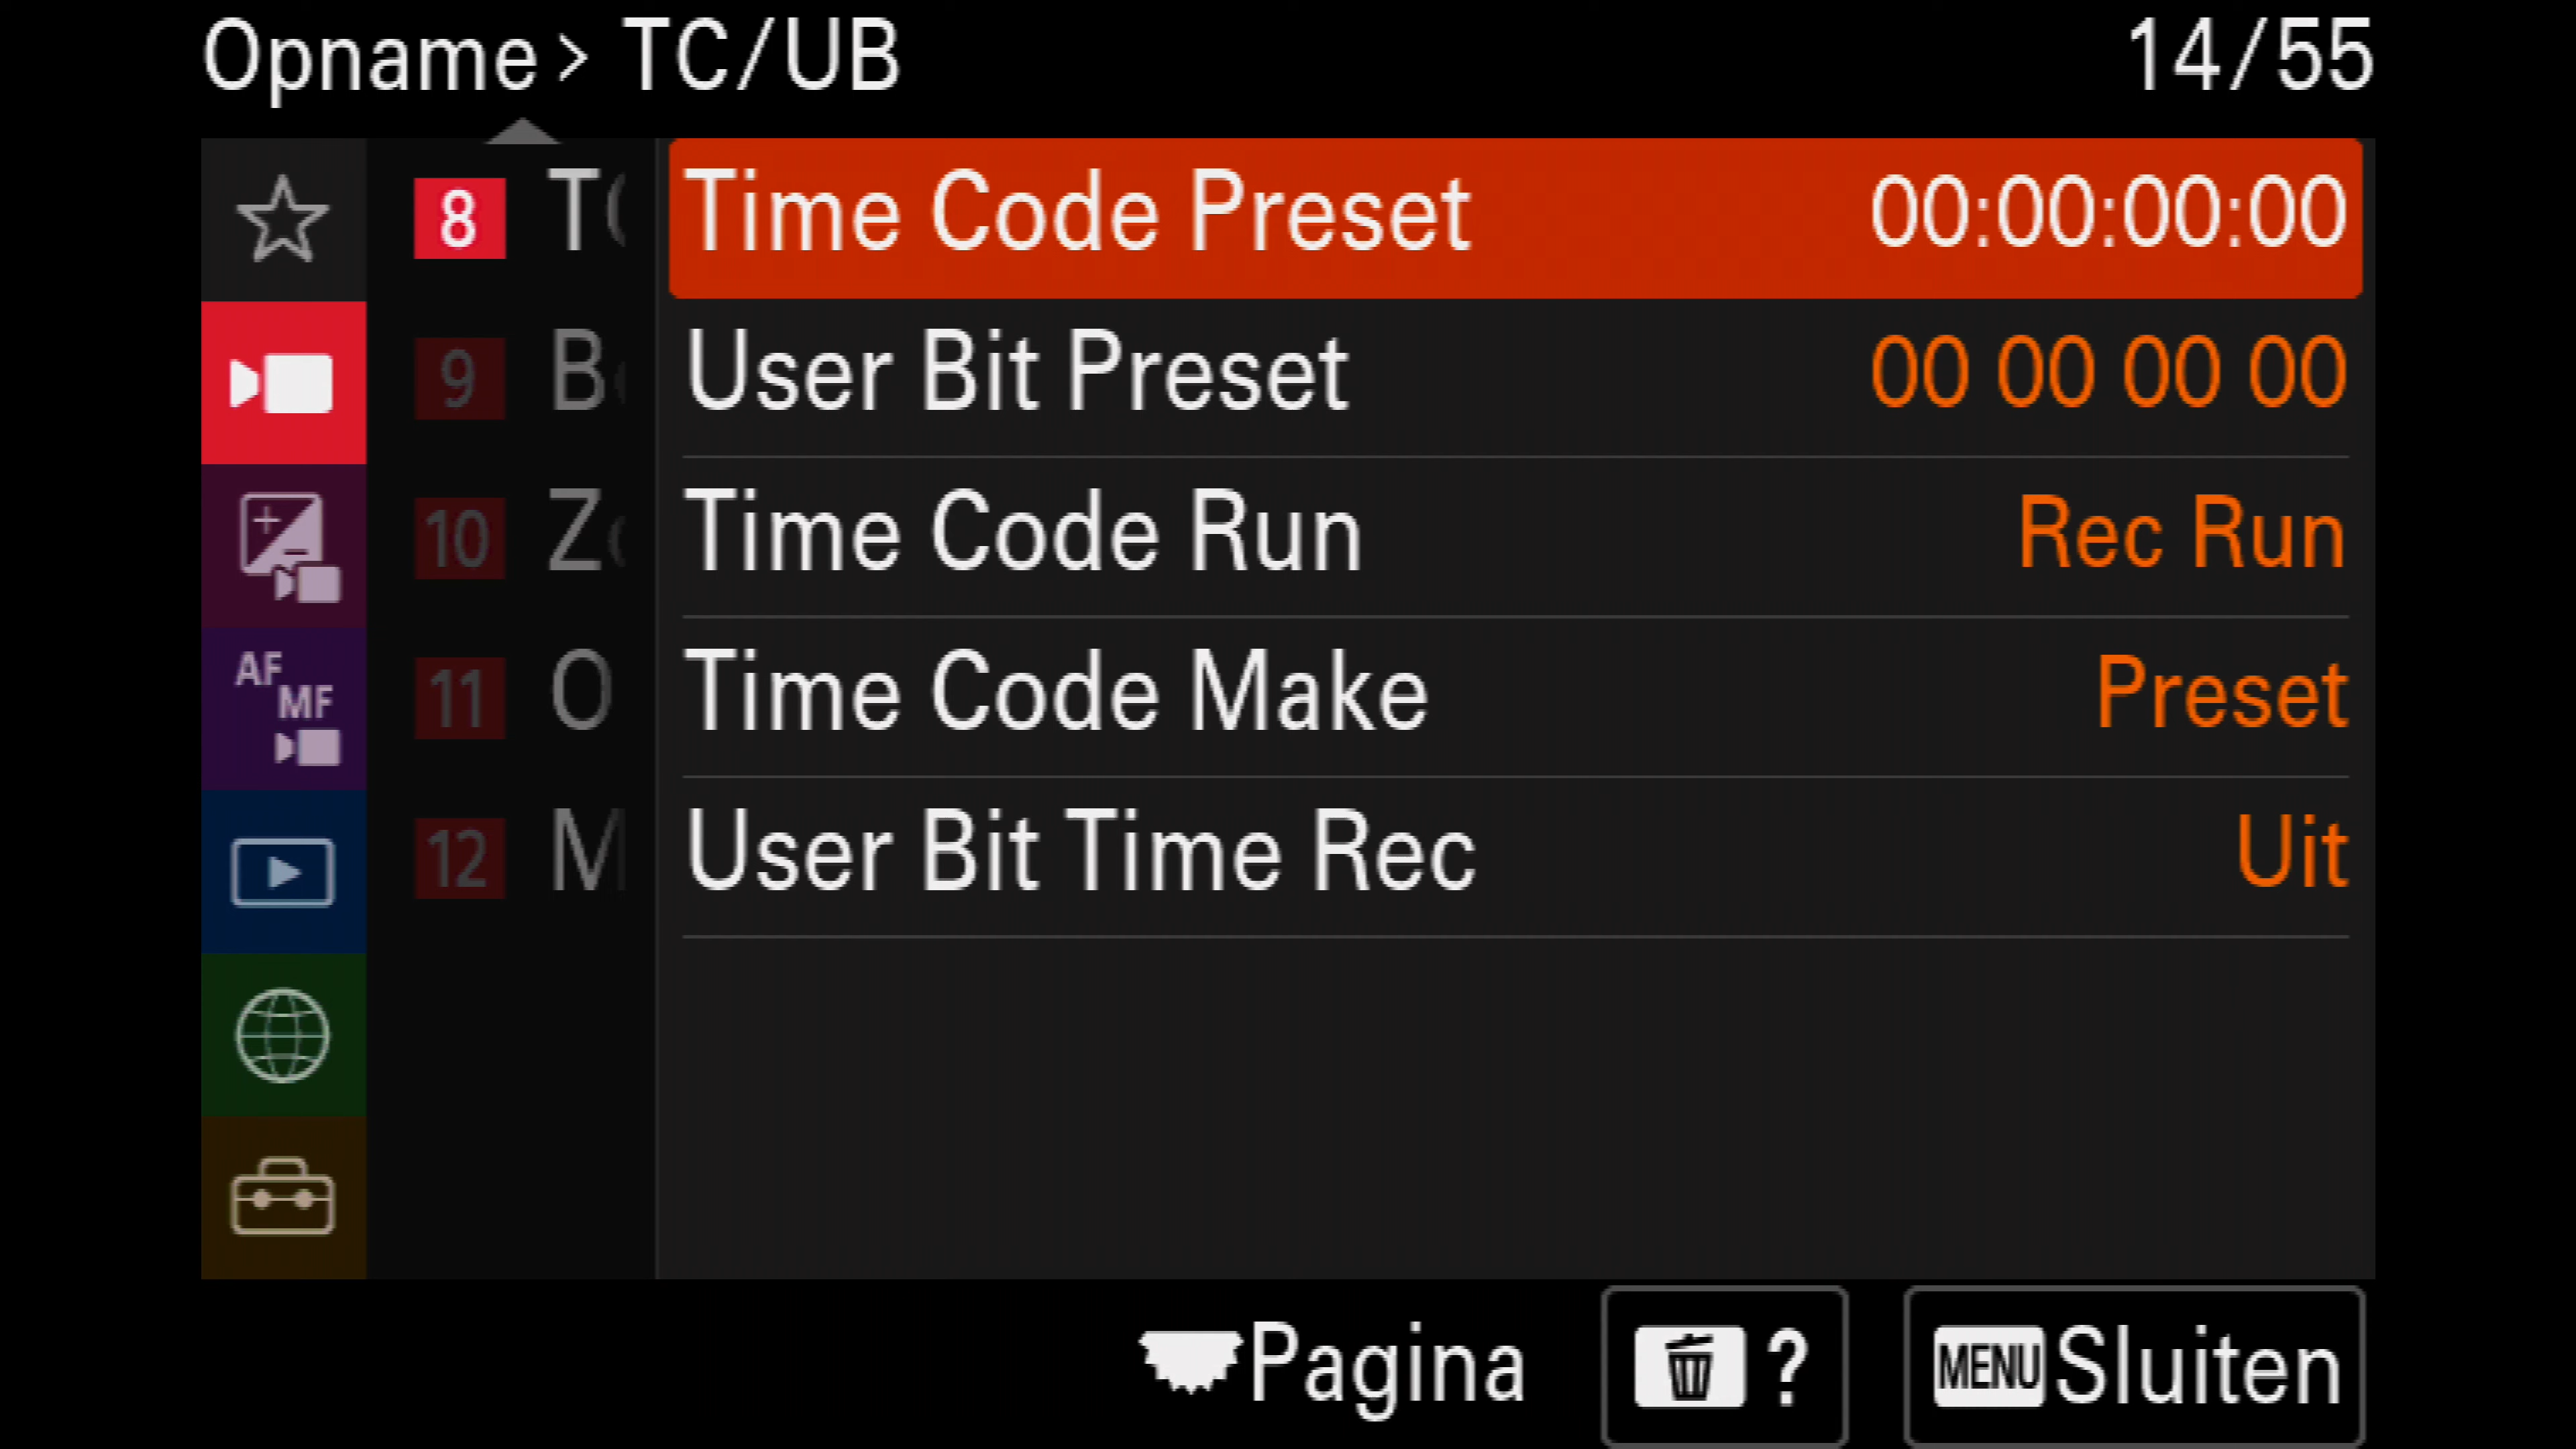 Opname > TC/UB 14/55
8 Time Code Preset 00:00:00:00
9 User Bit Preset 00 00 00 00
10 Time Code Run Rec Run
AF MF 11 O Time Code Make Preset
12 User Bit Time Rec Uit
Pagina ? MENU Sluiten